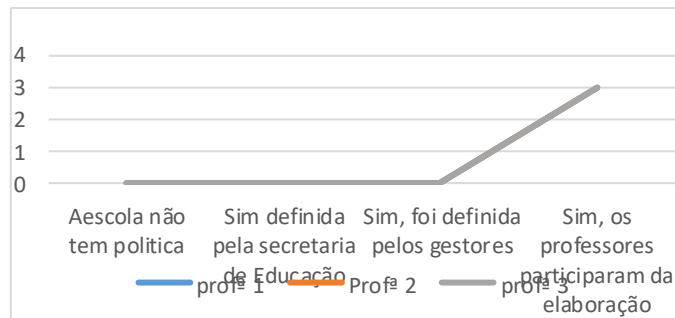 4
3
2
1
0
Aescola não
tem politica
Sim definida
pela secretaria
de Educação
Sim, foi definida
pelos gestores
Sim, os
professores
participaram da
elaboração
profª 1
Profª 2
profª 3